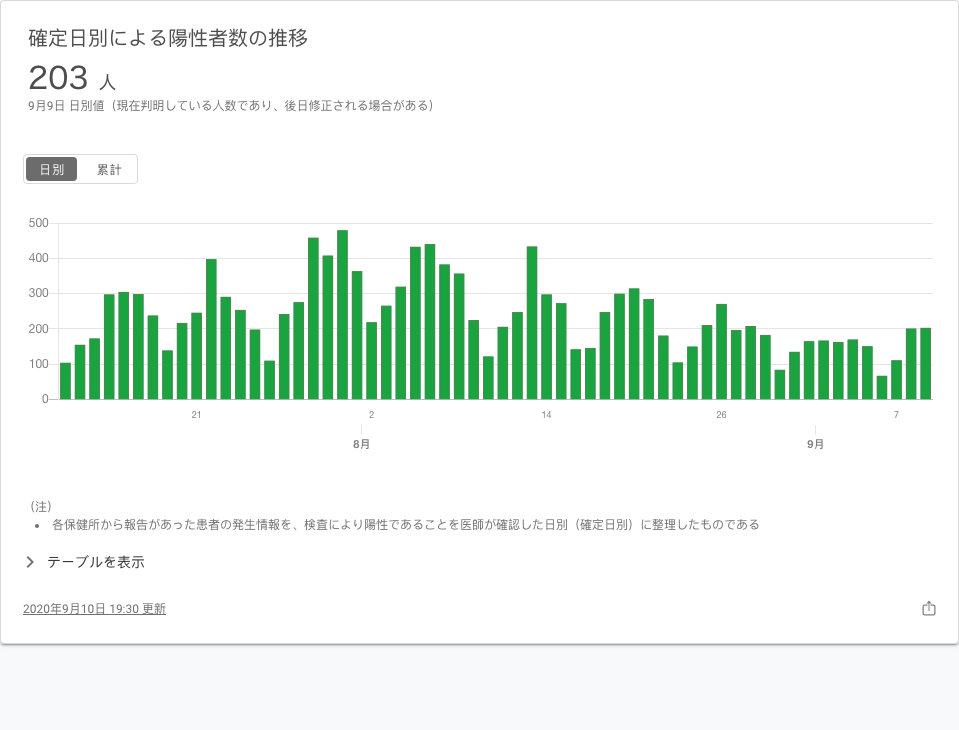 確定日別による陽性者数の推移
203 人
9月9日 日別値（現在判明している人数であり、後日修正される場合がある）
日別 累計
500
400
300
200
100
0
21 2 14 26 7
8月 9月
（注）
• 各保健所から報告があった患者の発生情報を、検査により陽性であることを医師が確認した日別（確定日別）に整理したものである
テーブルを表示
2020年9月10日 19:30 更新